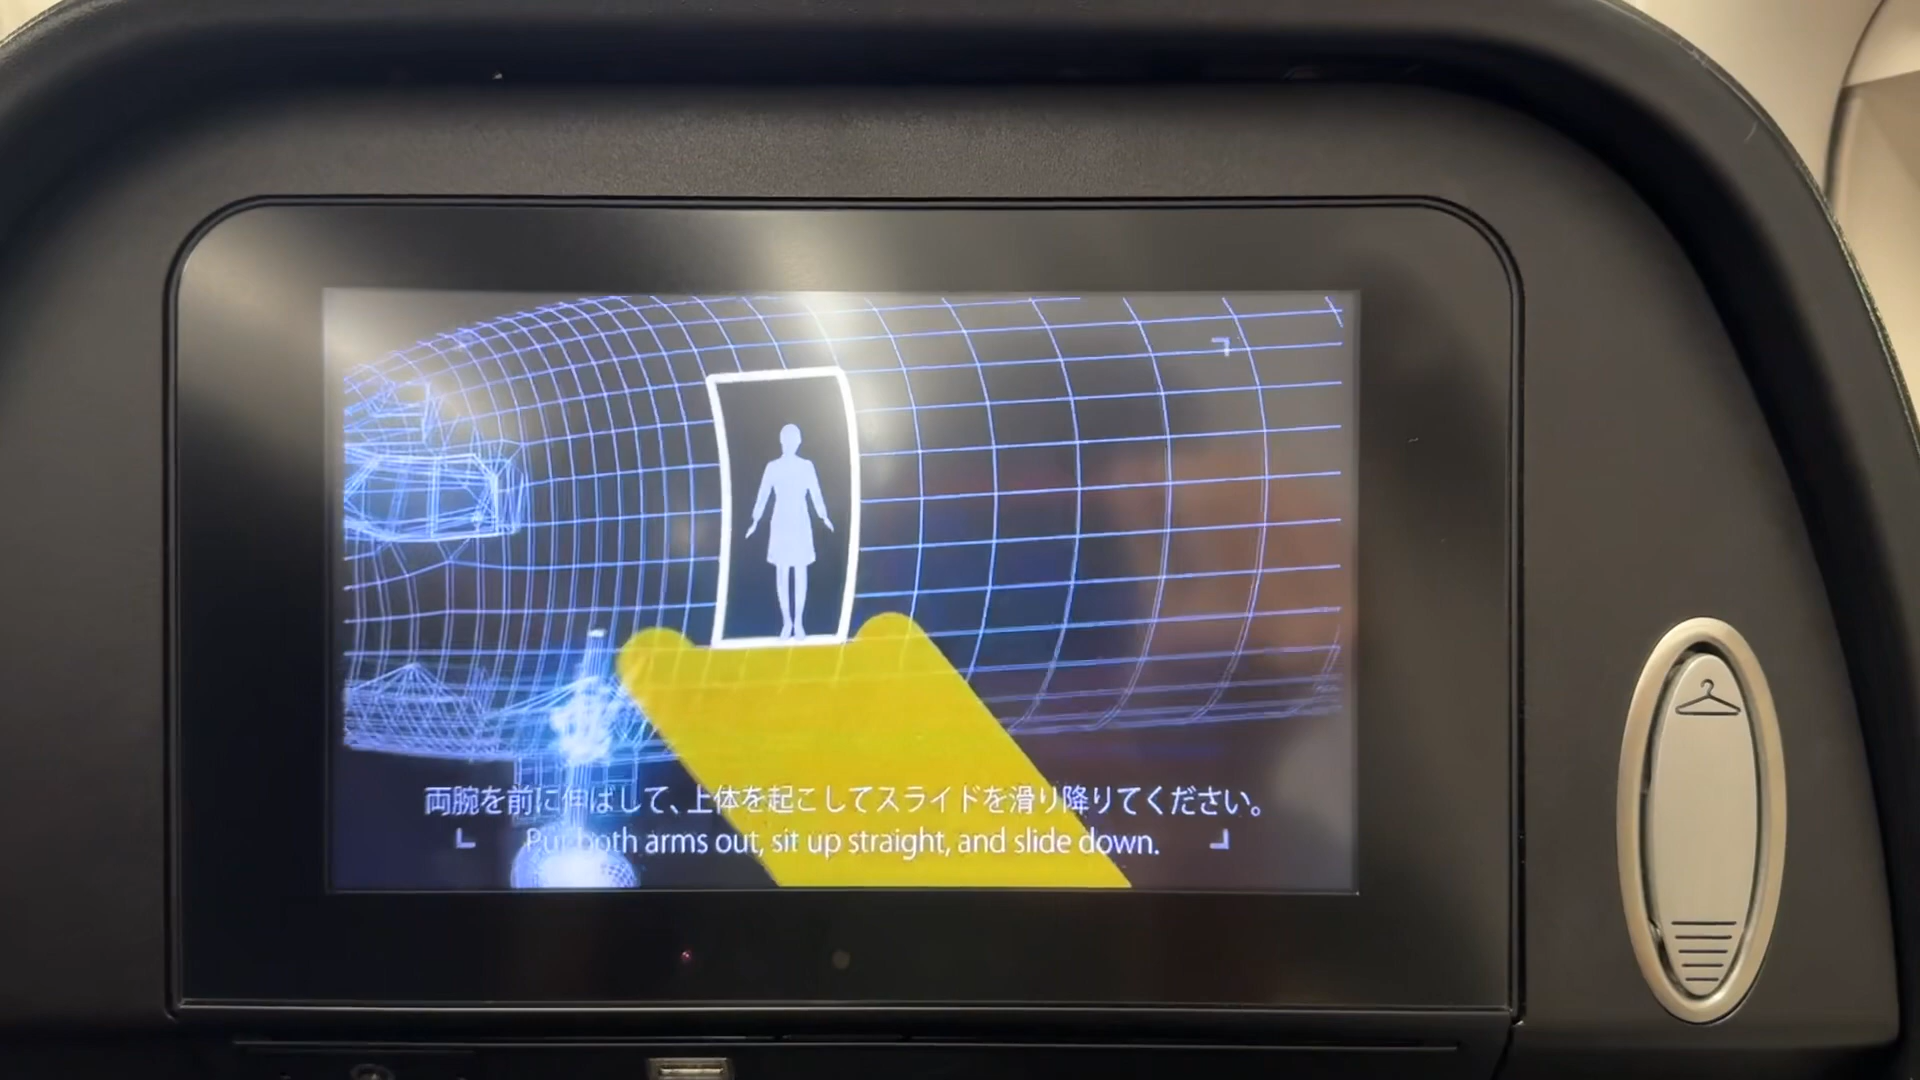 両腕を前に伸ばして、上体を起こしてスライドを滑り降りてください。
Put both arms out, sit up straight, and slide down.